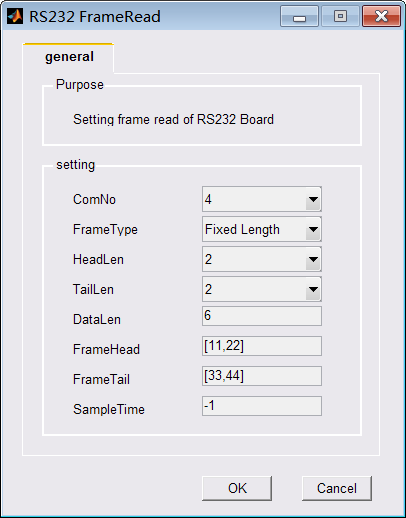 RS232 FrameRead
general
Purpose
Setting frame read of RS232 Board
setting
ComNo 4
FrameType Fixed Length
HeadLen 2
TailLen 2
DataLen 6
FrameHead [11,22]
FrameTail [33,44]
SampleTime -1
OK Cancel